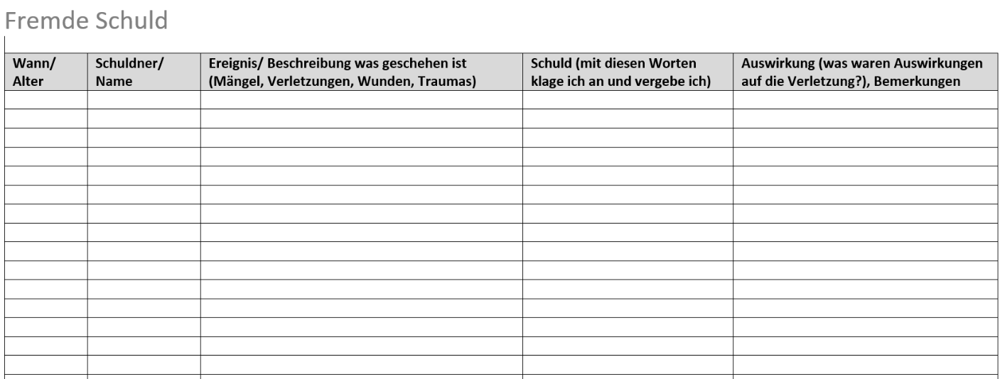 Fremde Schuld
Wann/
Alter
Schuldner/
Name
Ereignis/ Beschreibung was geschehen ist
(Mängel, Verletzungen, Wunden, Traumas)
Schuld (mit diesen Worten
klage ich an und vergebe ich)
Auswirkung (was waren Auswirkungen
auf die Verletzung?), Bemerkungen